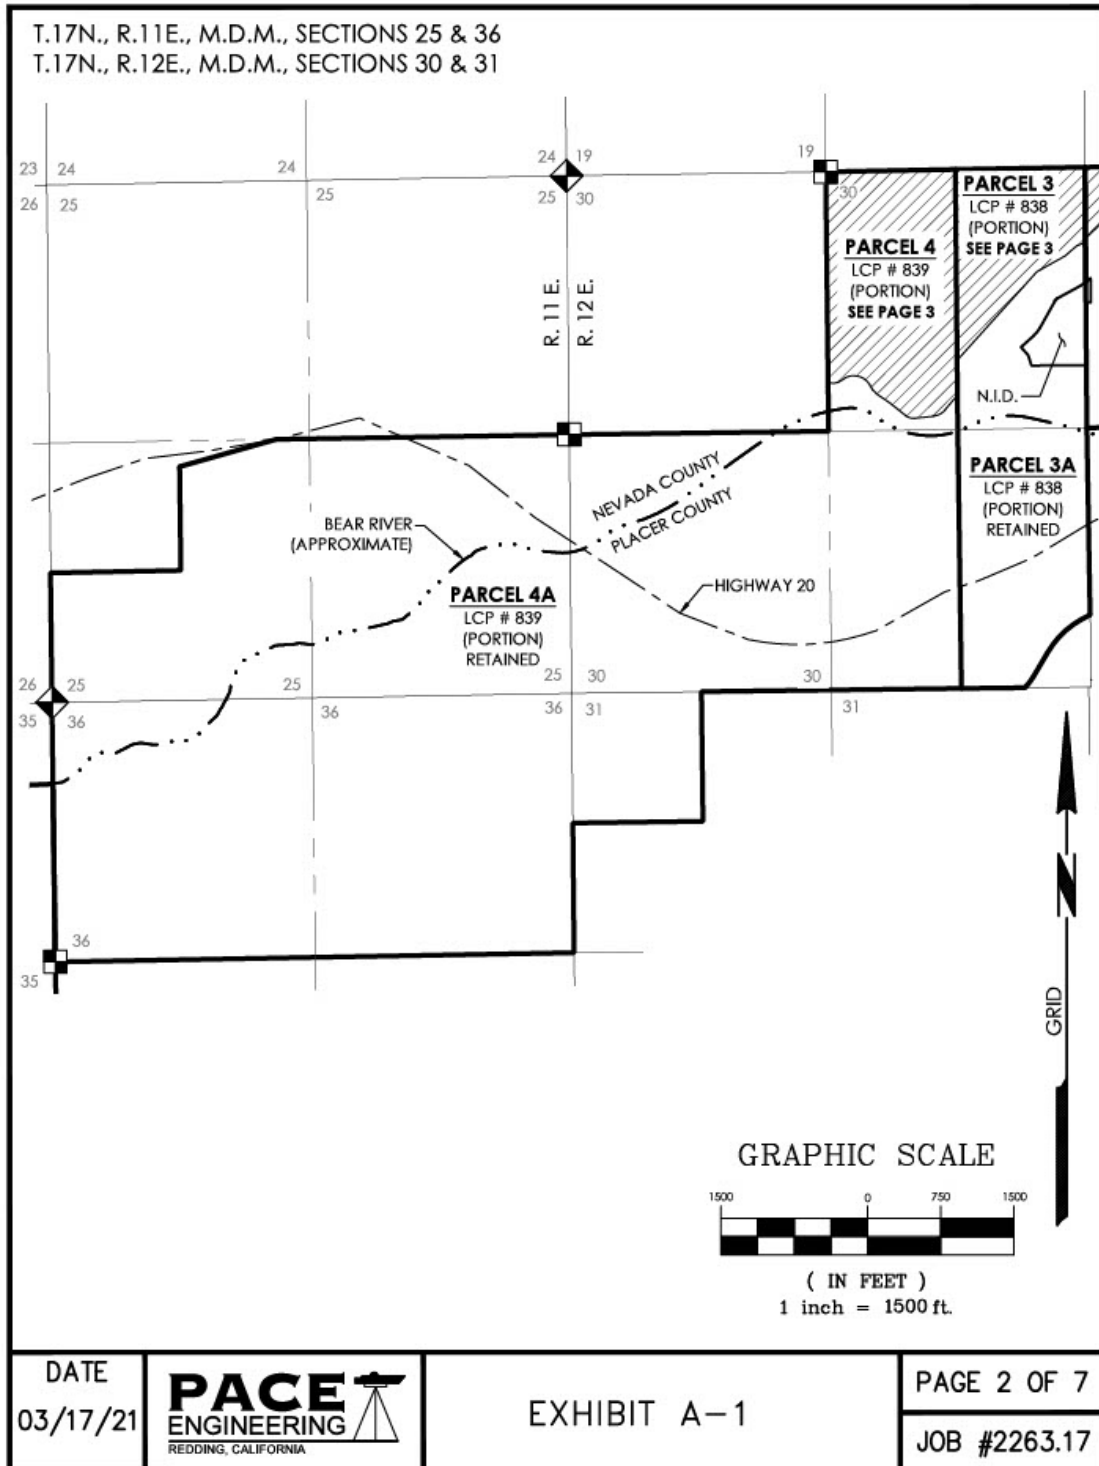 T.17N., R.11E., M.D.M., SECTIONS 25 & 36
T.17N., R.12E., M.D.M., SECTIONS 30 & 31
23 24
26 25
24
25
24 19
25 30
19
30
R. 11 E.
R. 12 E.
PARCEL 4
LCP # 839
(PORTION)
SEE PAGE 3
PARCEL 3
LCP # 838
(PORTION)
SEE PAGE 3
N.I.D.
NEVADA COUNTY
PLACER COUNTY
PARCEL 3A
LCP # 838
(PORTION)
RETAINED
BEAR RIVER
(APPROXIMATE)
HIGHWAY 20
PARCEL 4A
LCP # 839
(PORTION)
RETAINED
26 25
35 36
25
36
25 30
36 31
30
31
36
35
N
GRID
GRAPHIC SCALE
1500 0 750 1500
( IN FEET )
1 inch = 1500 ft.
DATE
03/17/21
PACE
ENGINEERING
REDDING, CALIFORNIA
EXHIBIT A-1
PAGE 2 OF 7
JOB #2263.17